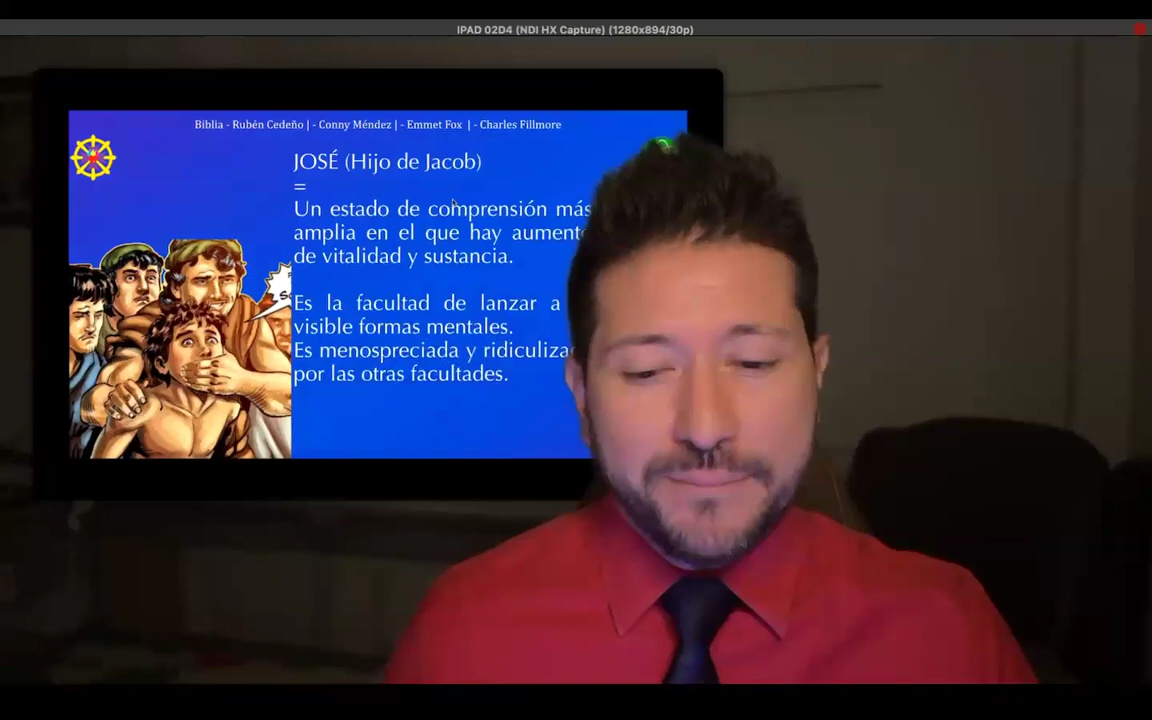 IPAD 02D4 (NDI HX Capture) (1280x894/30p)
Biblia - Rubén Cedeño | - Conny Méndez | - Emmet Fox | - Charles Fillmore
JOSÉ (Hijo de Jacob)
=
Un estado de comprensión más
amplia en el que hay
de vitalidad y sustancia.
Es la facultad de lanzar a
visible formas mentales.
Es menospreciada y
por las otras facultades.